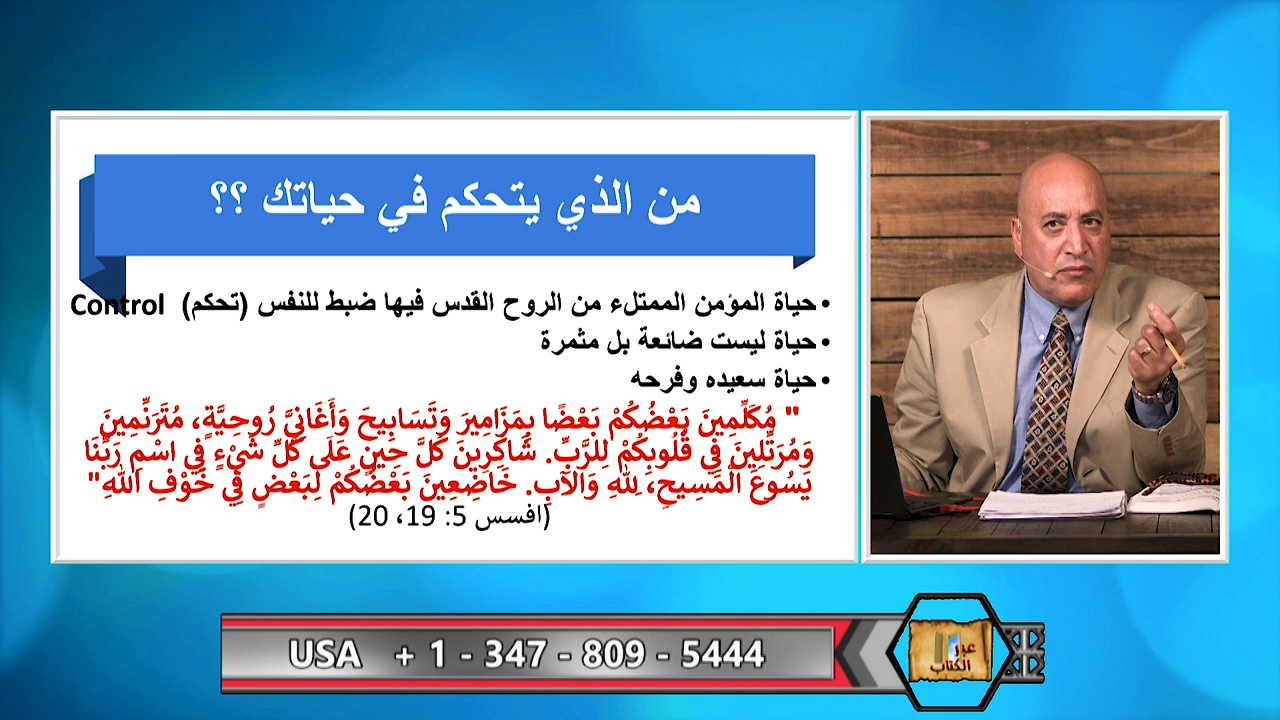 من الذي يتحكم في حياتك ؟؟
•حياة المؤمن الممتلء من الروح القدس فيها ضبط للنفس (تحكم) Control
•حياة ليست ضائعة بل مثمرة
•حياة سعيده وفرحه
" مُكَلِّمِينَ بَعْضُكُمْ بَعْضًا بِمَزَامِيرَ وَتَسَابِيحَ وَأَغَانِيَّ رُوحِيَّةٍ، مُتَرَنِّمِينَ
وَمُرَتِّلِينَ فِي قُلُوبِكُمْ لِلرَّبِّ. شَاكِرِينَ كُلَّ حِينٍ عَلَى كُلِّ شَيْءٍ فِي اسْمِ رَبِّنَا
يَسُوعَ الْمَسِيحِ، لِلهِ وَالآبِ. خَاضِعِينَ بَعْضُكُمْ لِبَعْضٍ فِي خَوْفِ اللهِ"
(افسس 5: 19، 20)
USA + 1 - 347 - 809 - 5444
عبر
الكتاب